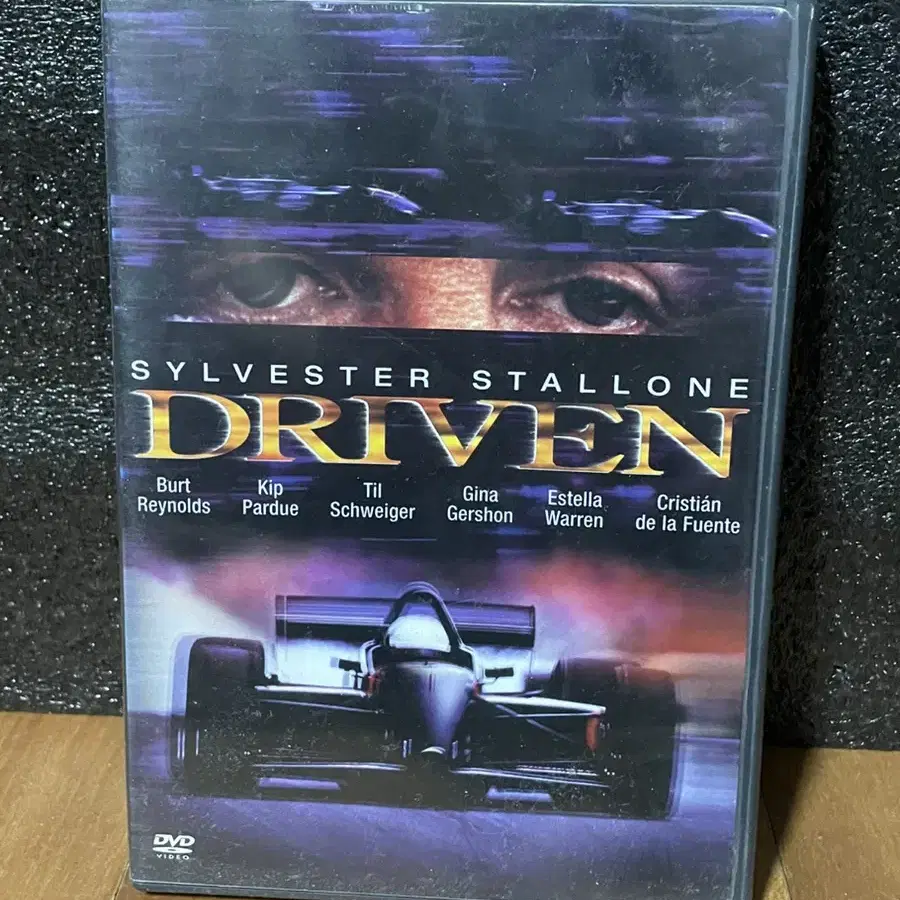 SYLVESTER STALLONE
DRIVEN
Burt Reynolds
Kip Pardue
Til Schweiger
Gina Gershon
Estella Warren
Cristián de la Fuente
DVD
VIDEO